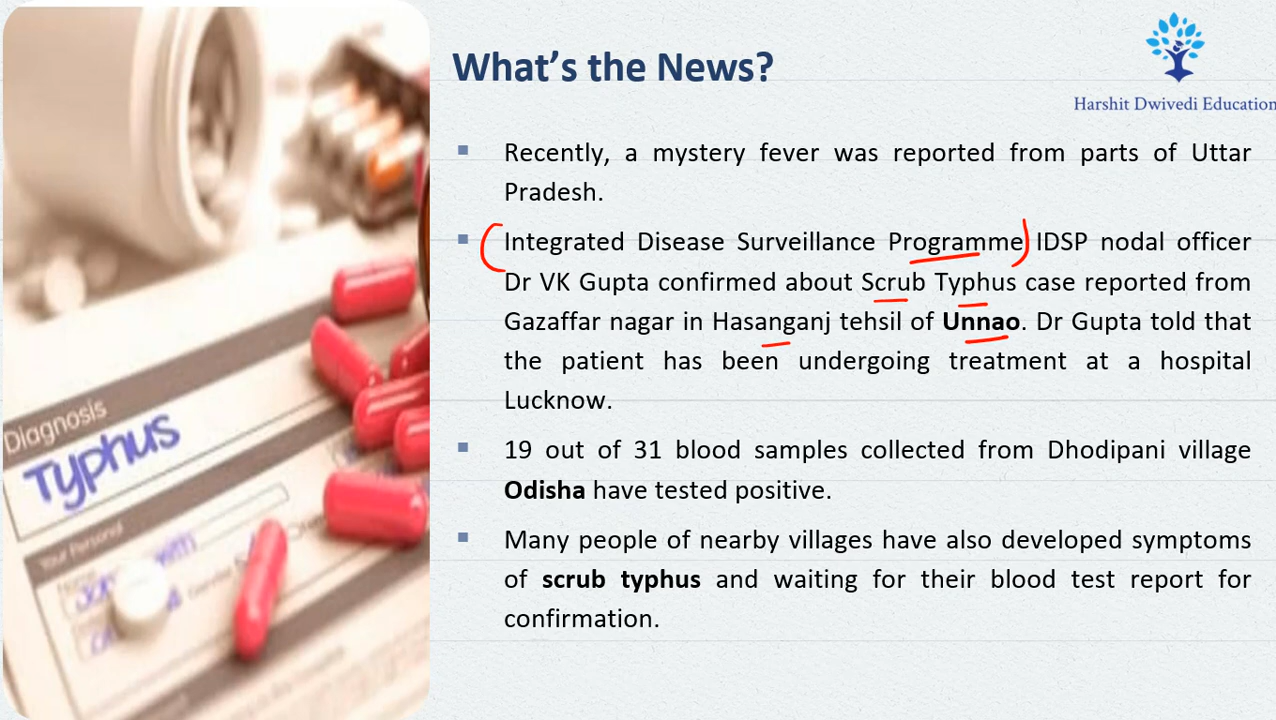 What's the News?
Harshit Dwivedi Education
Recently, a mystery fever was reported from parts of Uttar
Pradesh.
Integrated Disease Surveillance Programme IDSP nodal officer
Dr VK Gupta confirmed about Scrub Typhus case reported from
Gazaffar nagar in Hasanganj tehsil of Unnao. Dr Gupta told that
the patient has been undergoing treatment at a hospital
Lucknow.
19 out of 31 blood samples collected from Dhodipani village
Odisha have tested positive.
Many people of nearby villages have also developed symptoms
of scrub typhus and waiting for their blood test report for
confirmation.
Diagnosis
Typhus
Your Personal